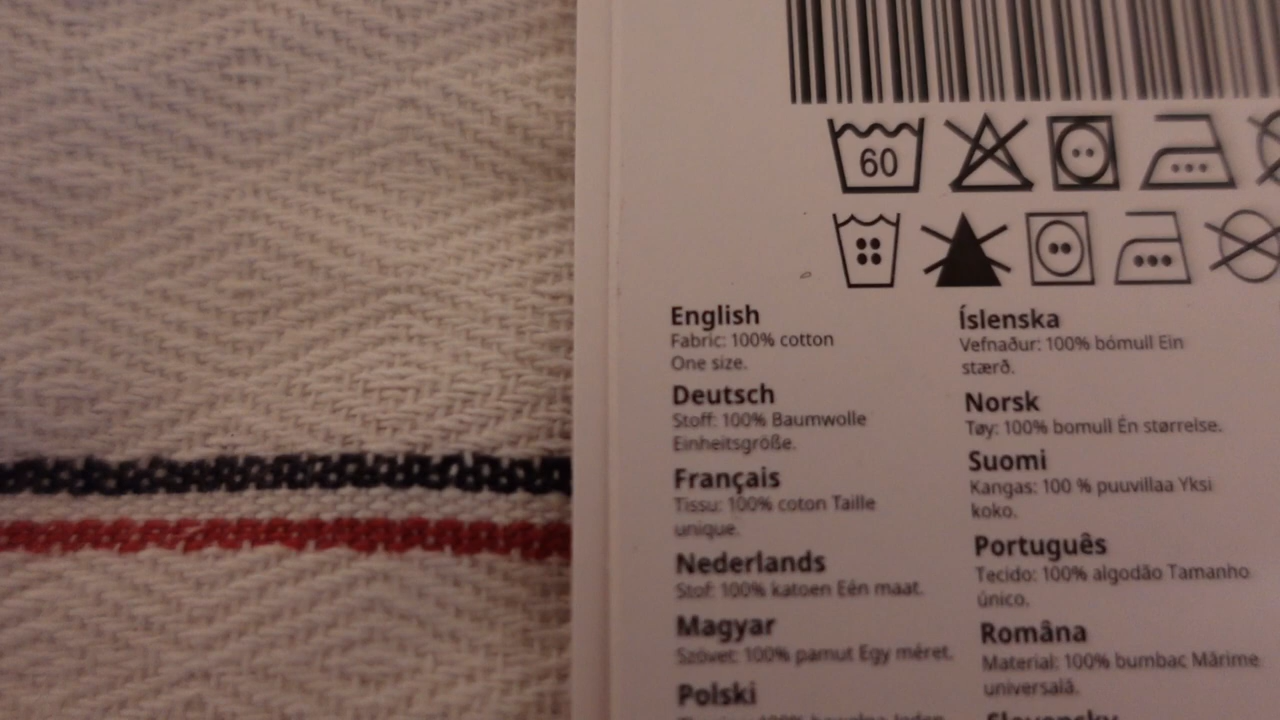 60
English
Fabric: 100% cotton
One size.
Deutsch
Stoff: 100% Baumwolle
Einheitsgröße.
Français
Tissu: 100% coton Taille
unique.
Nederlands
Stof: 100% katoen Eén maat.
Magyar
Szövet: 100% pamut Egy méret.
Polski
Íslenska
Vefnaður: 100% bómull Ein
stærð.
Norsk
Tøy: 100% bomull Én størrelse.
Suomi
Kangas: 100 % puuvillaa Yksi
koko.
Português
Tecido: 100% algodão Tamanho
único.
Româna
Material: 100% bumbac Mărime
universală.
Slovensky